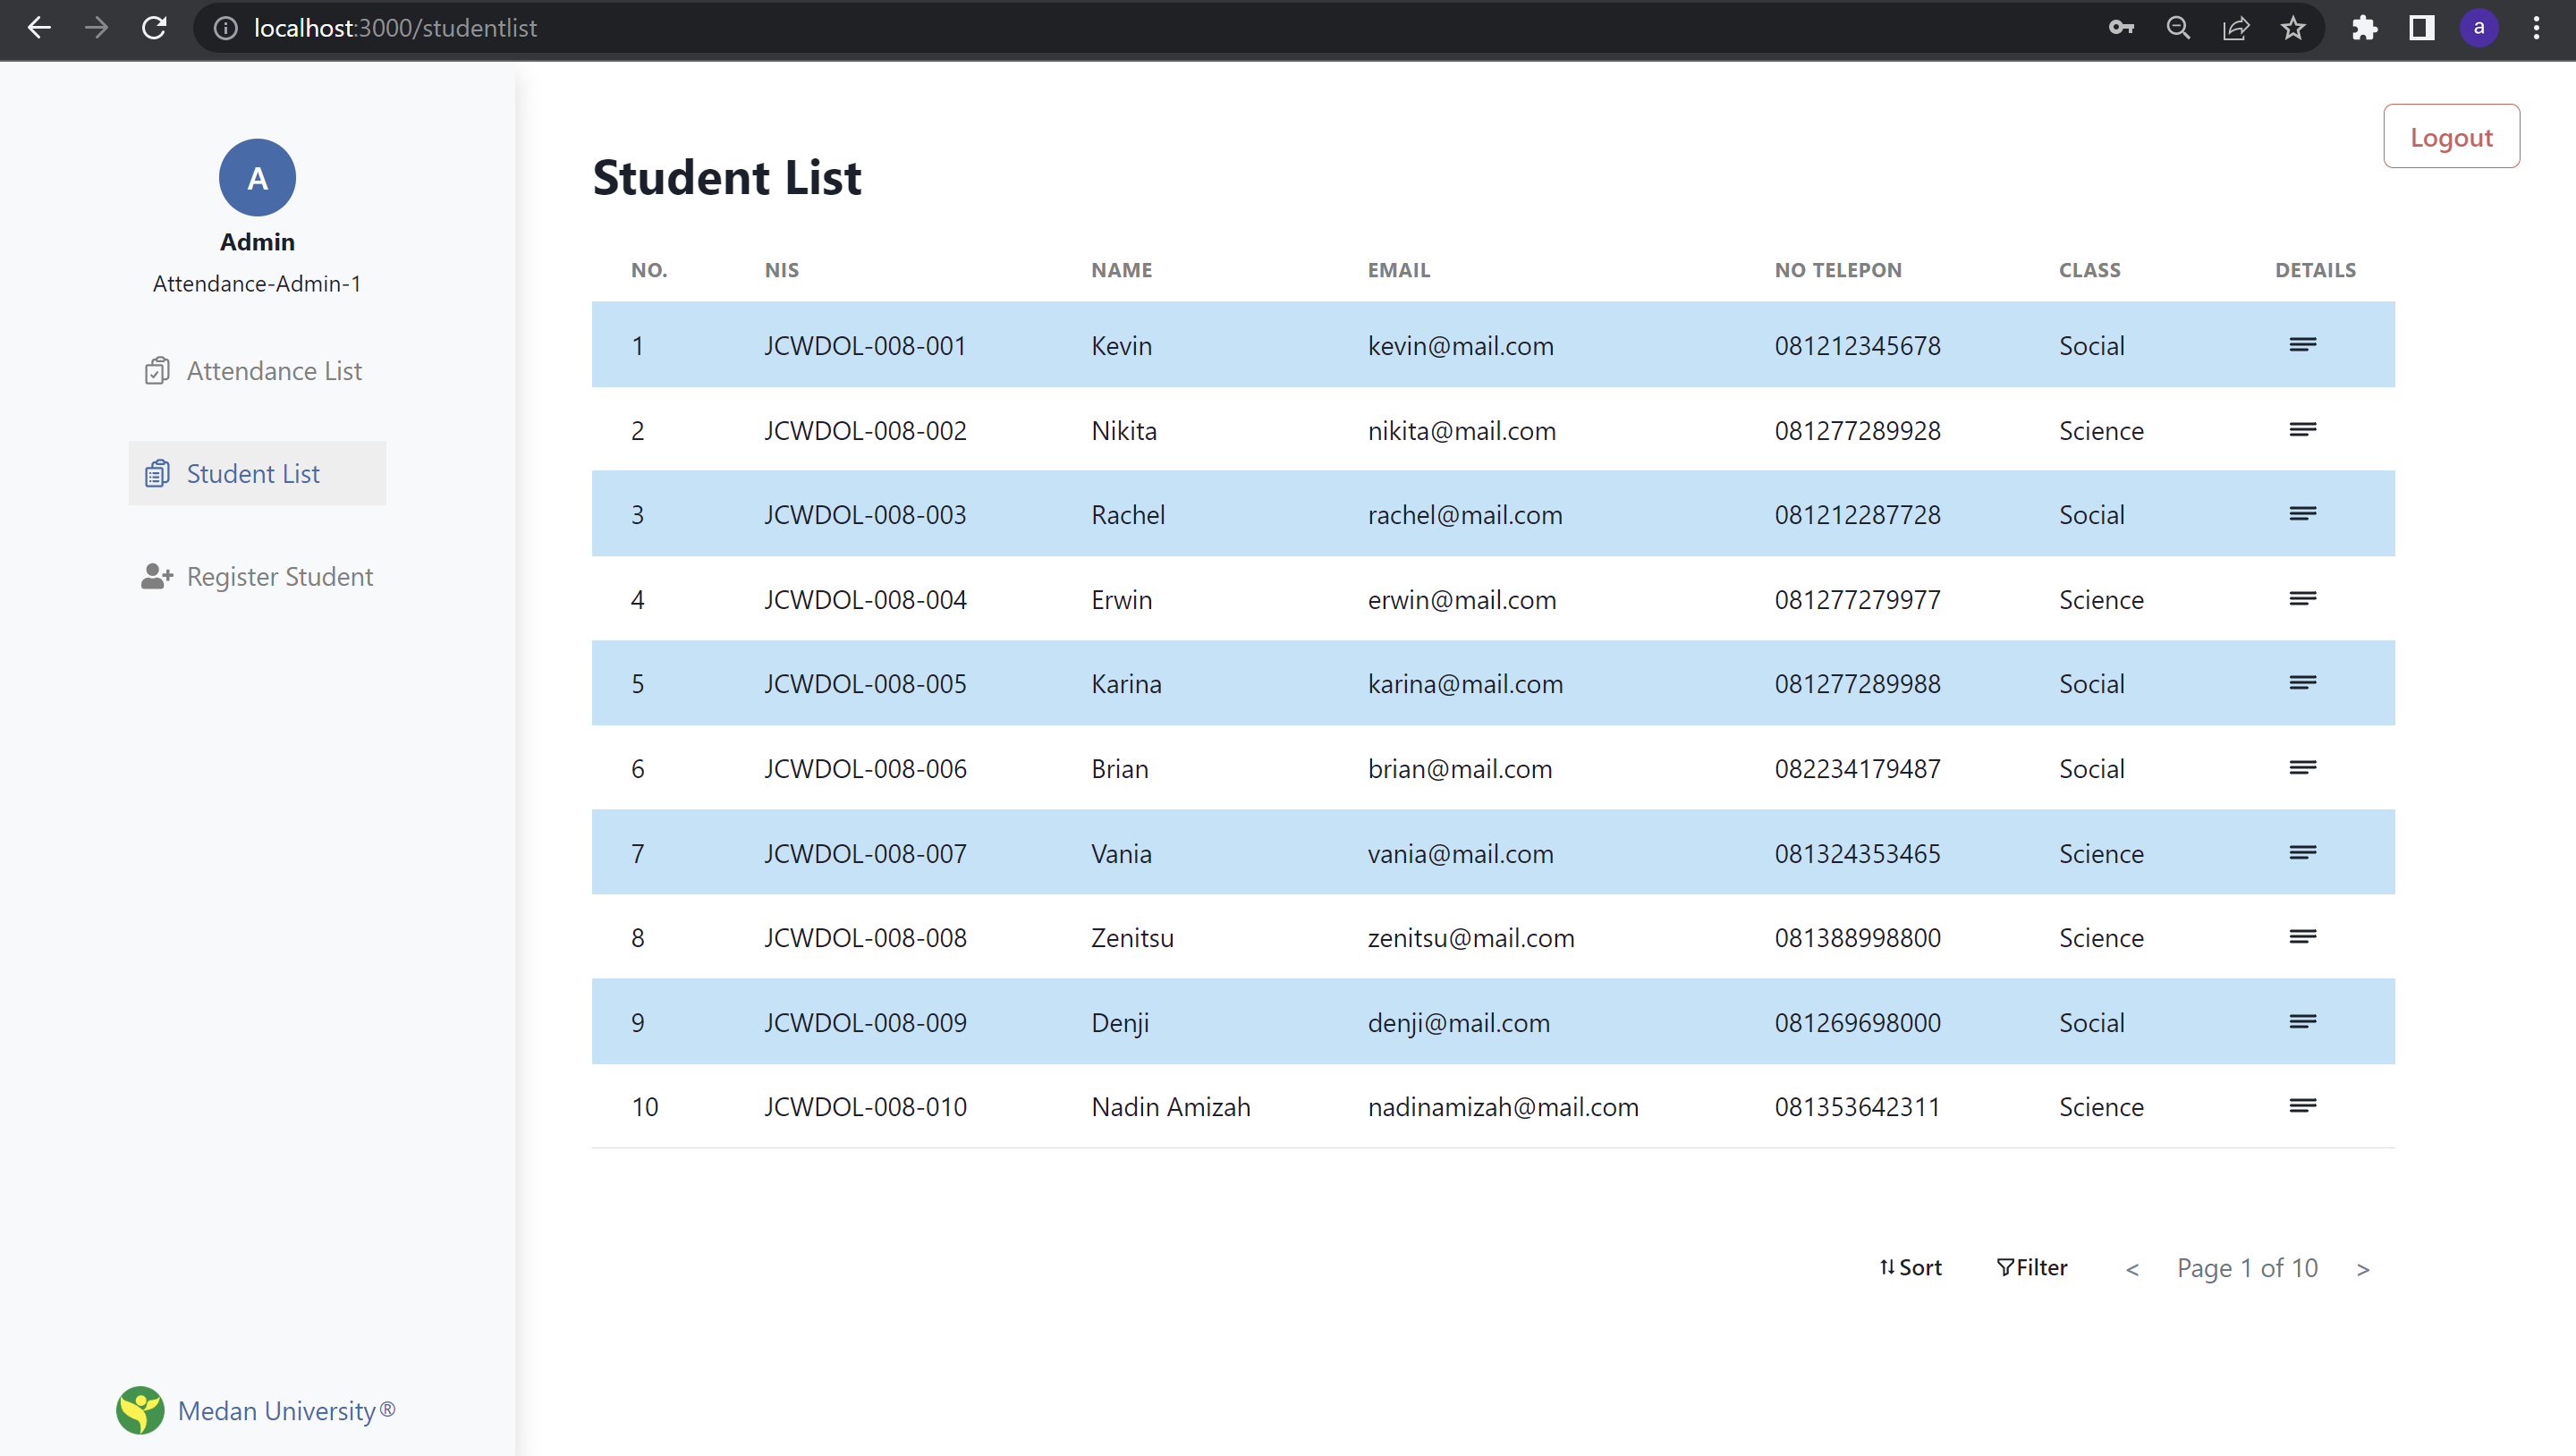 localhost:3000/studentlist
a
A
Admin
Attendance-Admin-1
Attendance List
Student List
Register Student
Medan University®
Logout
Student List
NO. NIS NAME EMAIL NO TELEPON CLASS DETAILS
1 JCWDOL-008-001 Kevin kevin@mail.com 081212345678 Social
2 JCWDOL-008-002 Nikita nikita@mail.com 081277289928 Science
3 JCWDOL-008-003 Rachel rachel@mail.com 081212287728 Social
4 JCWDOL-008-004 Erwin erwin@mail.com 081277279977 Science
5 JCWDOL-008-005 Karina karina@mail.com 081277289988 Social
6 JCWDOL-008-006 Brian brian@mail.com 082234179487 Social
7 JCWDOL-008-007 Vania vania@mail.com 081324353465 Science
8 JCWDOL-008-008 Zenitsu zenitsu@mail.com 081388998800 Science
9 JCWDOL-008-009 Denji denji@mail.com 081269698000 Social
10 JCWDOL-008-010 Nadin Amizah nadinamizah@mail.com 081353642311 Science
Sort Filter < Page 1 of 10 >